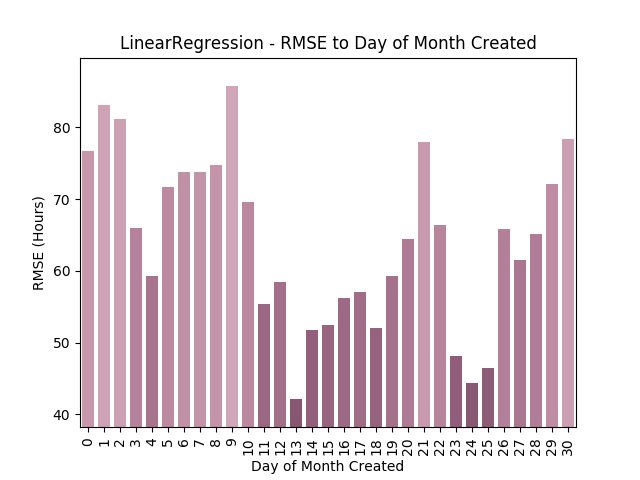 LinearRegression - RMSE to Day of Month Created
RMSE (Hours)
80
70
60
50
40
0 1 2 3 4 5 6 7 8 9 10 11 12 13 14 15 16 17 18 19 20 21 22 23 24 25 26 27 28 29 30
Day of Month Created